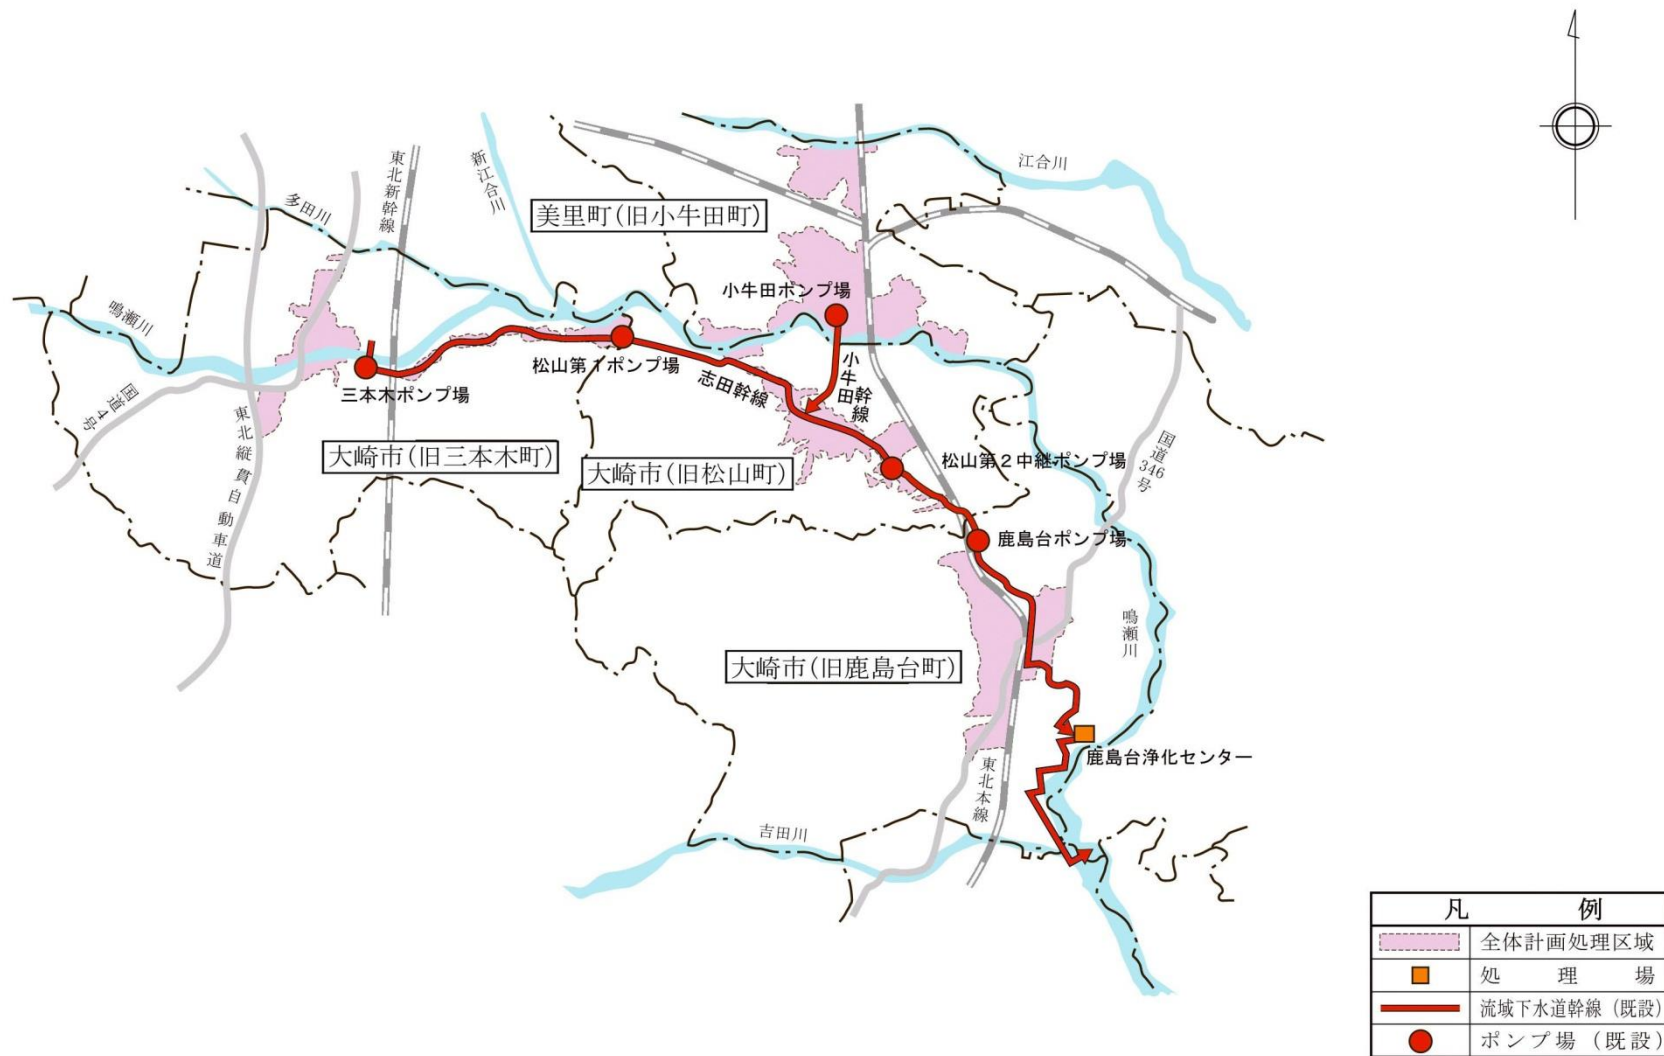 江合川
東北新幹線
新江合川
多田川
美里町(旧小牛田町)
小牛田ポンプ場
鳴瀬川
松山第1ポンプ場
小牛田幹線
三本木ポンプ場
志田幹線
国道4号
東北縦貫自動車道
大崎市(旧三本木町)
大崎市(旧松山町)
松山第2中継ポンプ場
国道346号
鹿島台ポンプ場
鳴瀬川
大崎市(旧鹿島台町)
鹿島台浄化センター
東北本線
吉田川
凡 例
全体計画処理区域
処 理 場
流域下水道幹線 (既設)
ポンプ場 (既設)